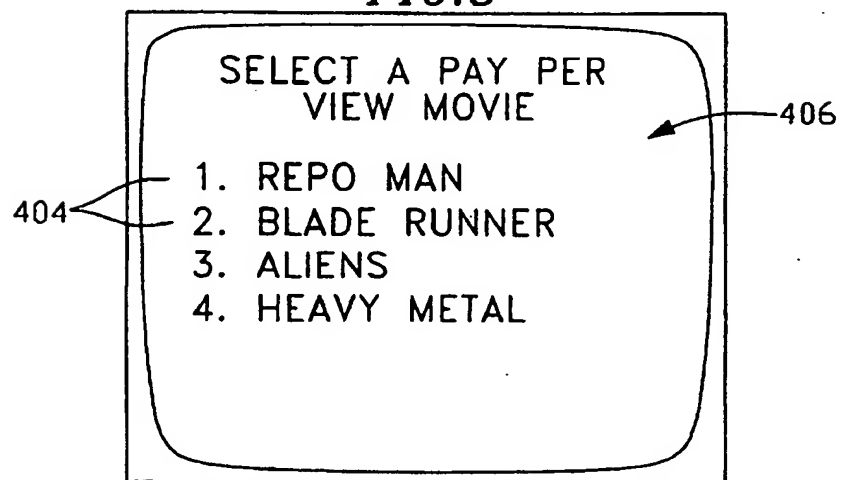 SELECT A PAY PER
VIEW MOVIE
406
1. REPO MAN
404
2. BLADE RUNNER
3. ALIENS
4. HEAVY METAL